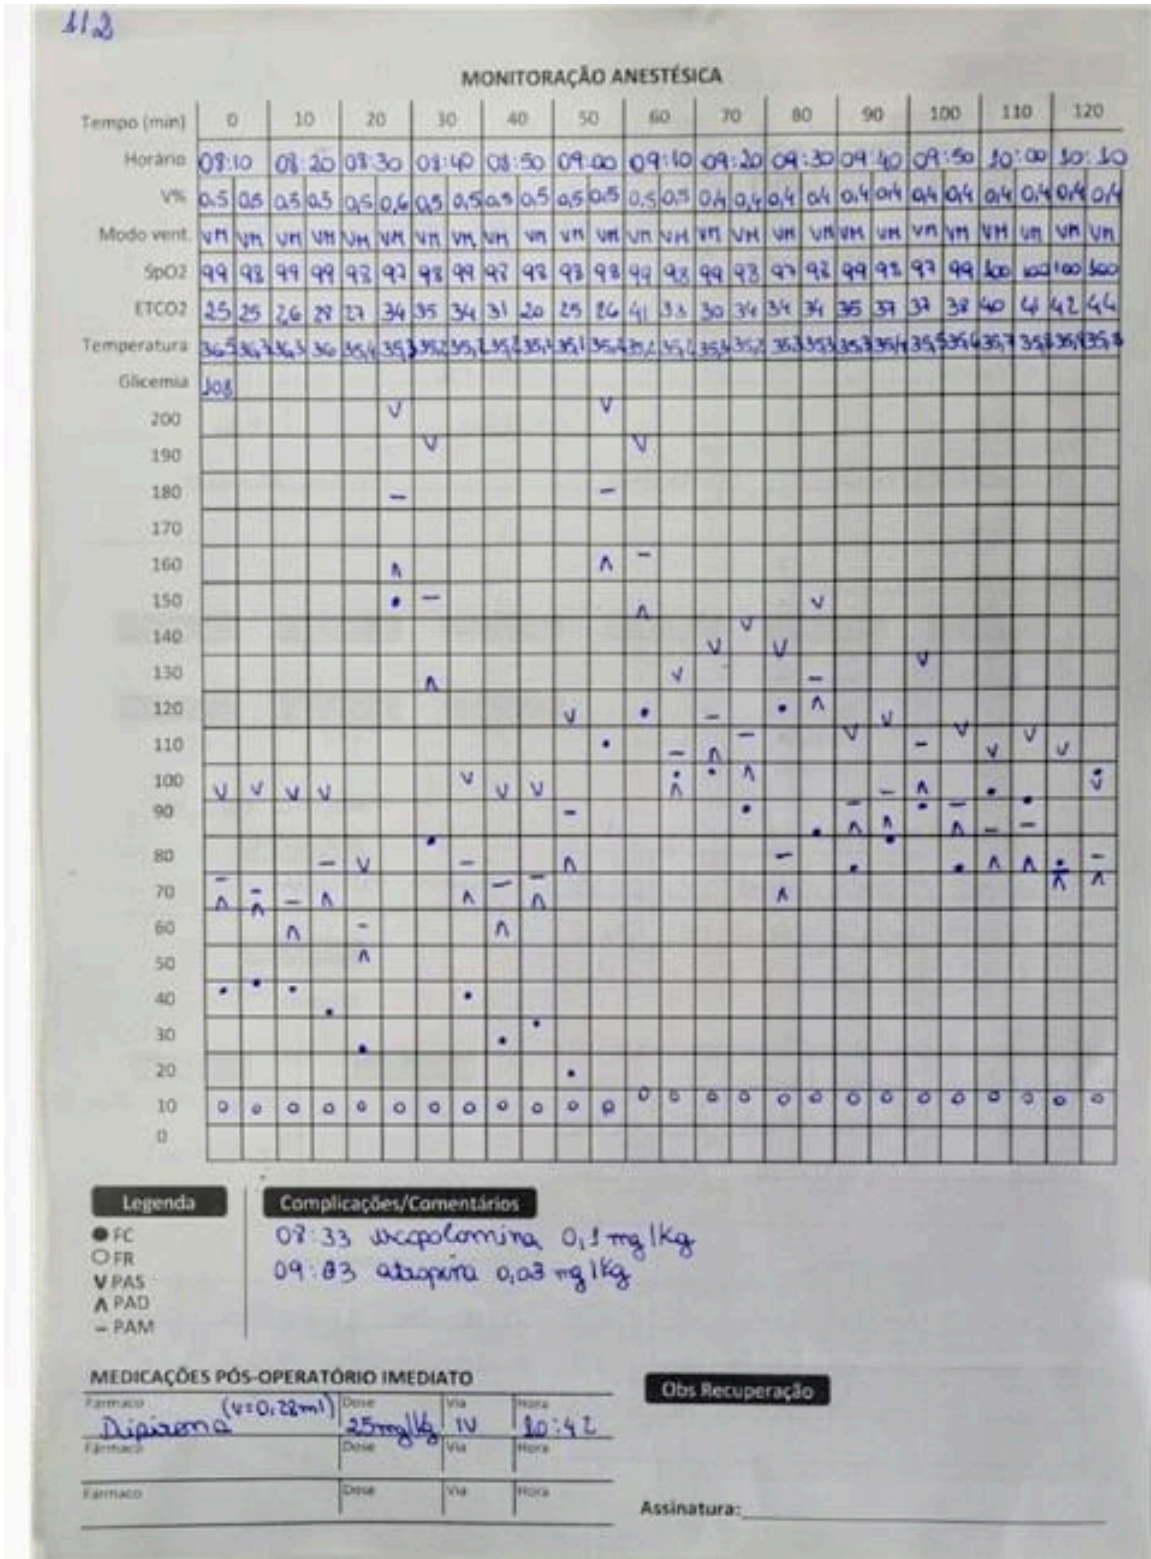 112
MONITORAÇÃO ANESTÉSICA
Tempo (min) 0 10 20 30 40 50 60 70 80 90 100 110 120
Horário 08:10 08:20 08:30 08:40 08:50 09:00 09:10 09:20 09:30 09:40 09:50 10:00 10:10
V% 0,5 0,5 0,5 0,5 0,5 0,6 0,5 0,5 0,5 0,5 0,5 0,5 0,5 0,5 0,4 0,4 0,4 0,4 0,4 0,4 0,4 0,4 0,4 0,4 0,4 0,4
Modo vent. VM VM VM VM VM VM VM VM VM VM VM VM VM VM VM VM VM VM VM VM VM VM VM VM VM VM
SpO2 99 98 99 99 98 97 98 99 98 98 98 98 99 98 99 98 97 98 99 98 97 99 100 100 100 100
ETCO2 25 25 26 28 27 34 35 34 31 20 25 26 41 33 30 34 34 34 35 37 37 38 40 42 44
Temperatura 36 35,1
Glicemia 108
200
190
180
170
160
150
140
130
120
110
100
90
80
70
60
50
40
30
20
10
0
Legenda
● FC
○ FR
V PAS
Λ PAD
– PAM
Complicações/Comentários
08:33 0,1 mg/kg
atropina 0,03 mg/kg
MEDICAÇÕES PÓS-OPERATÓRIO IMEDIATO
Fármaco (v=0,28ml) Dose Via Hora
Dipirona 25mg/kg IV 10:42
Fármaco Dose Via Hora
Fármaco Dose Via Hora
Obs Recuperação
Assinatura: